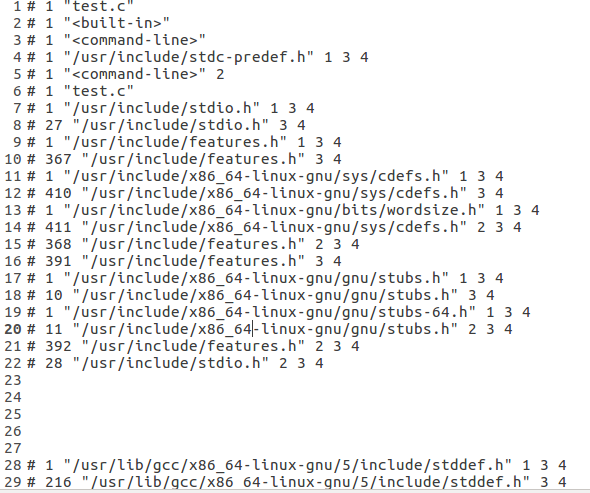 1 # 1 "test.c"
2 # 1 "<built-in>"
3 # 1 "<command-line>"
4 # 1 "/usr/include/stdc-predef.h" 1 3 4
5 # 1 "<command-line>" 2
6 # 1 "test.c"
7 # 1 "/usr/include/stdio.h" 1 3 4
8 # 27 "/usr/include/stdio.h" 3 4
9 # 1 "/usr/include/features.h" 1 3 4
10 # 367 "/usr/include/features.h" 3 4
11 # 1 "/usr/include/x86_64-linux-gnu/sys/cdefs.h" 1 3 4
12 # 410 "/usr/include/x86_64-linux-gnu/sys/cdefs.h" 3 4
13 # 1 "/usr/include/x86_64-linux-gnu/bits/wordsize.h" 1 3 4
14 # 411 "/usr/include/x86_64-linux-gnu/sys/cdefs.h" 2 3 4
15 # 368 "/usr/include/features.h" 2 3 4
16 # 391 "/usr/include/features.h" 3 4
17 # 1 "/usr/include/x86_64-linux-gnu/gnu/stubs.h" 1 3 4
18 # 10 "/usr/include/x86_64-linux-gnu/gnu/stubs.h" 3 4
19 # 1 "/usr/include/x86_64-linux-gnu/gnu/stubs-64.h" 1 3 4
20 # 11 "/usr/include/x86_64-linux-gnu/gnu/stubs.h" 2 3 4
21 # 392 "/usr/include/features.h" 2 3 4
22 # 28 "/usr/include/stdio.h" 2 3 4
23
24
25
26
27
28 # 1 "/usr/lib/gcc/x86_64-linux-gnu/5/include/stddef.h" 1 3 4
29 # 216 "/usr/lib/gcc/x86_64-linux-gnu/5/include/stddef.h" 3 4